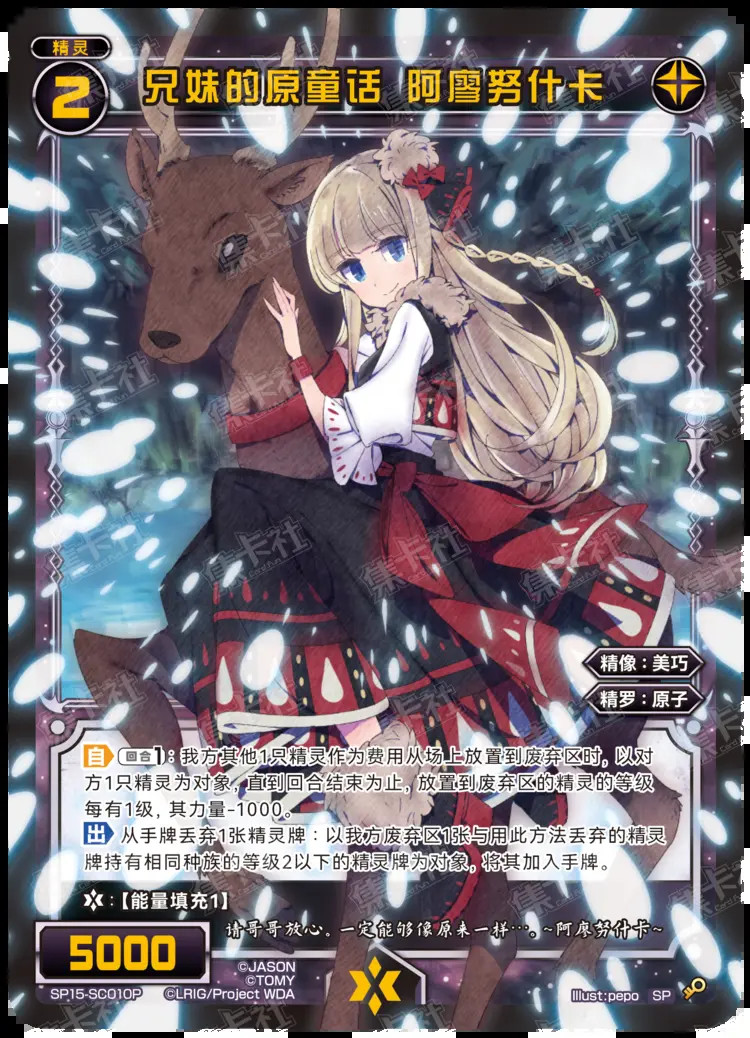 精灵
2
兄妹的原童话 阿廖努什卡
精像：美巧
精罗：原子
自 回合1：我方其他1只精灵作为费用从场上放置到废弃区时，以对
方1只精灵为对象，直到回合结束为止，放置到废弃区的精灵的等级
每有1级，其力量-1000。
出 从手牌丢弃1张精灵牌：以我方废弃区1张与用此方法丢弃的精灵
牌持有相同种族的等级2以下的精灵牌为对象，将其加入手牌。
：【能量填充1】
请哥哥放心。一定能够像原来一样…。~阿廖努什卡~
5000
©JASON
©TOMY
SP15-SC010P ©LRIG/Project WDA
Illust:pepo SP
集卡社